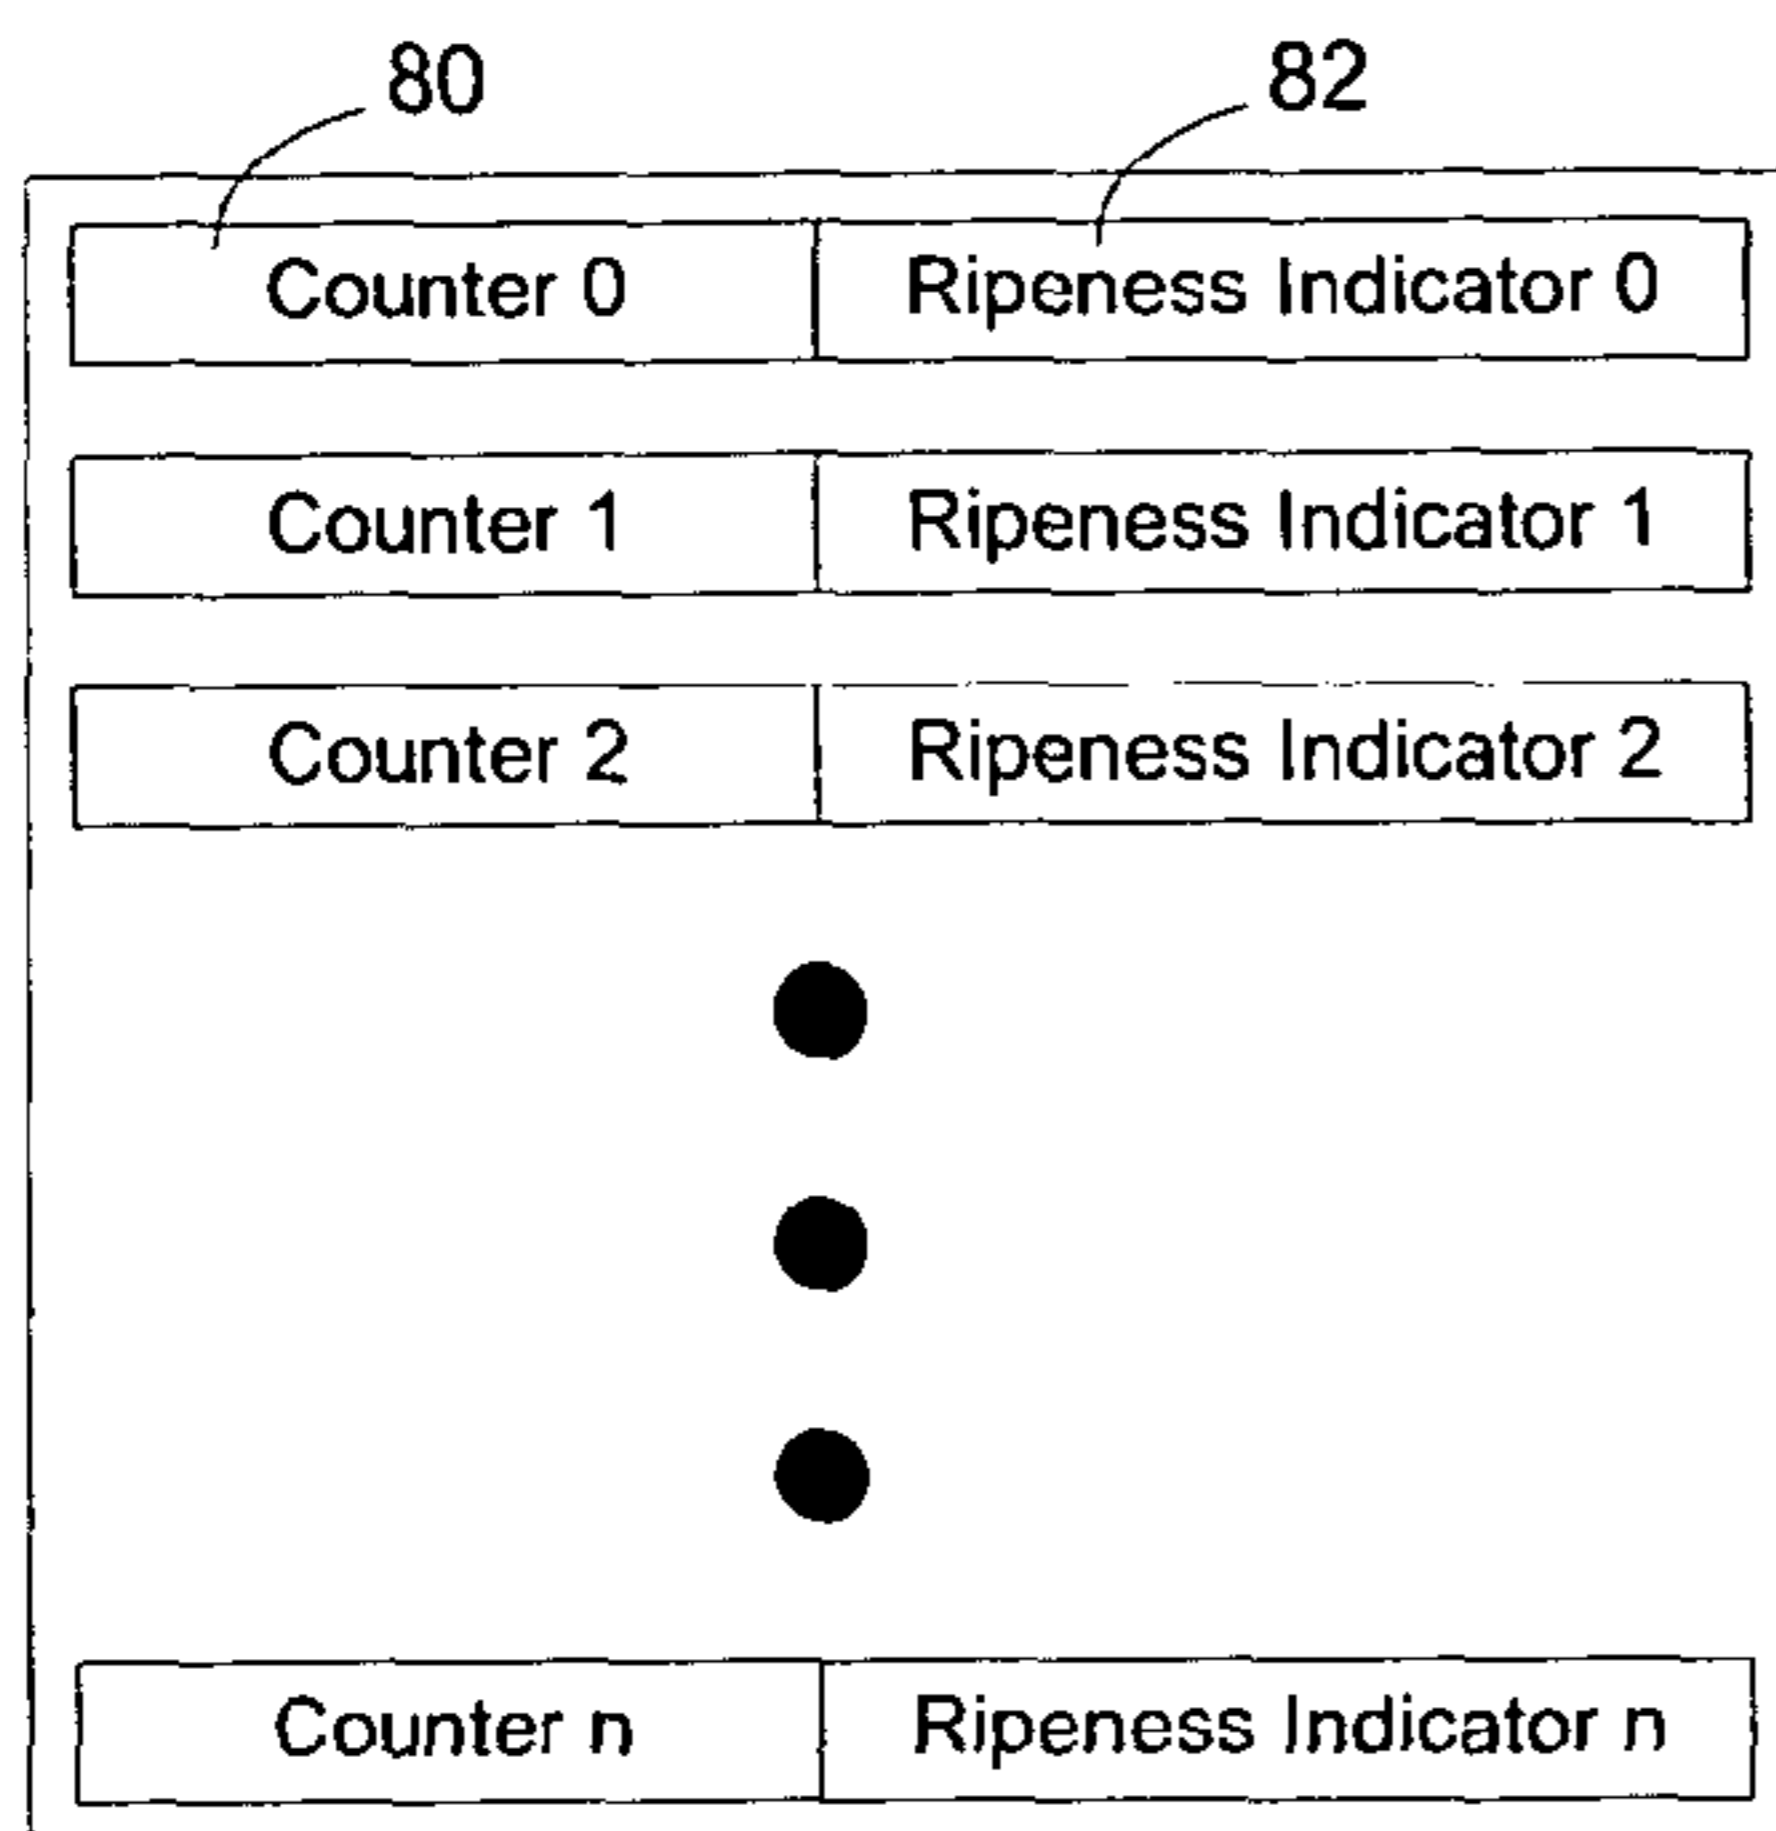 80 82
Counter 0 Ripeness Indicator 0
Counter 1 Ripeness Indicator 1
Counter 2 Ripeness Indicator 2
Counter n Ripeness Indicator n